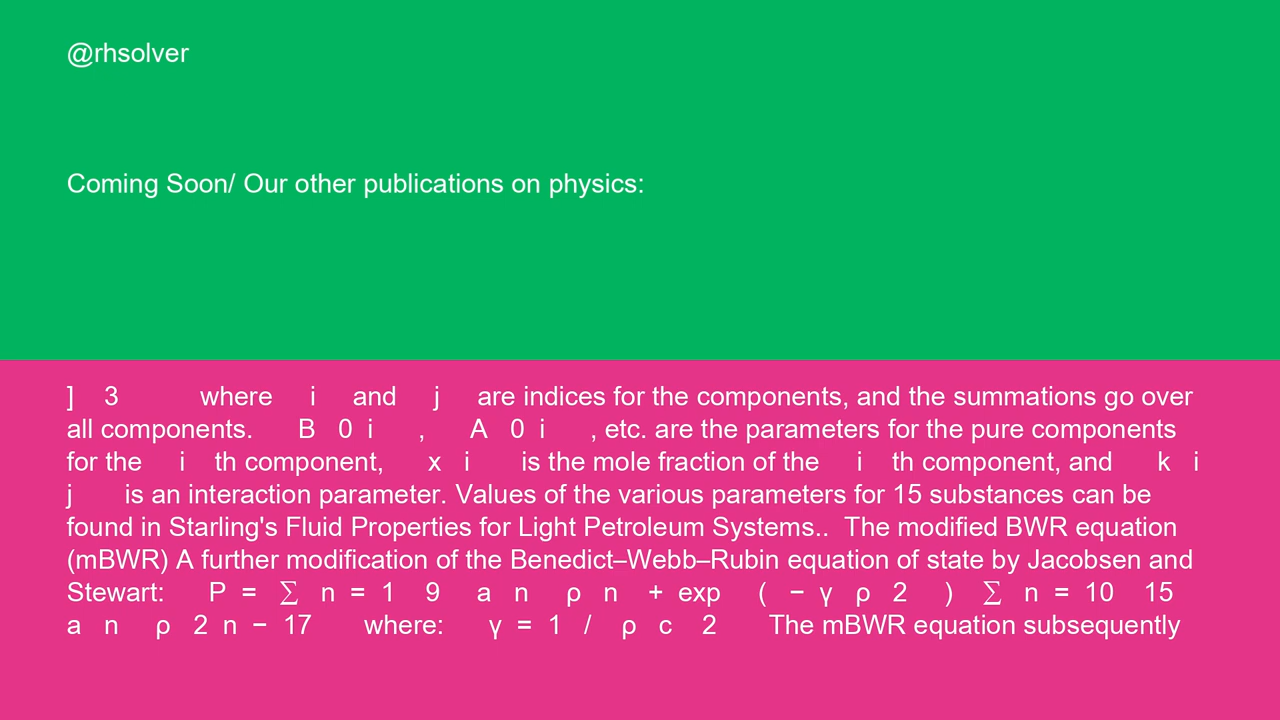 @rhsolver
Coming Soon/ Our other publications on physics:
] 3 where i and j are indices for the components, and the summations go over
all components. B 0 i , A 0 i , etc. are the parameters for the pure components
for the i th component, x i is the mole fraction of the i th component, and k i
j is an interaction parameter. Values of the various parameters for 15 substances can be
found in Starling's Fluid Properties for Light Petroleum Systems.. The modified BWR equation
(mBWR) A further modification of the Benedict–Webb–Rubin equation of state by Jacobsen and
Stewart: P = ∑ n = 1 9 a n ρ n + exp ( − γ ρ 2 ) ∑ n = 10 15
a n ρ 2 n − 17 where: γ = 1 / ρ c 2 The mBWR equation subsequently